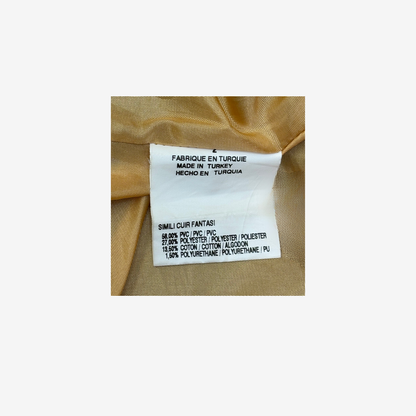 2
FABRIQUE EN TURQUIE
MADE IN TURKEY
HECHO EN TURQUIA
SIMILI CUIR FANTASI
58,00% PVC / PVC / PVC
27,00% POLYESTER / POLYESTER / POLIESTER
13,50% COTON / COTTON / ALGODON
1,50% POLYURETHANE / POLYURETHANE / PU